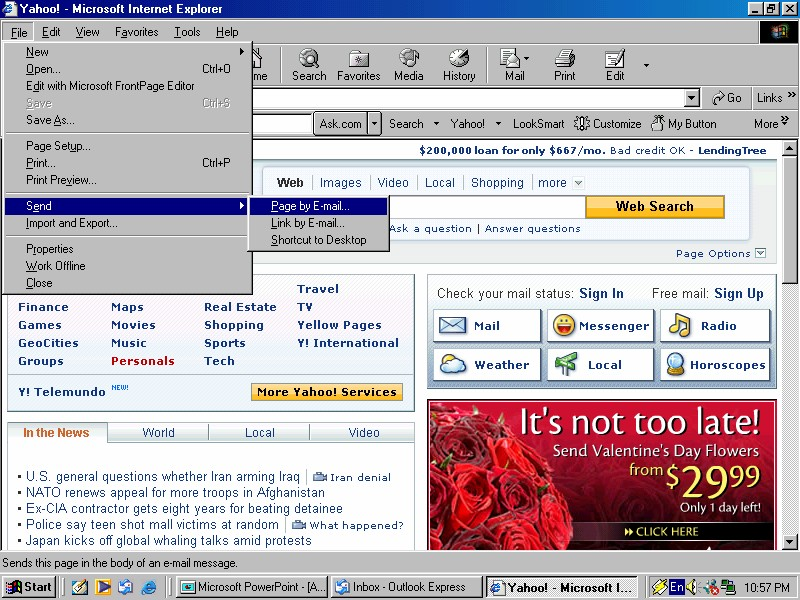 Yahoo! - Microsoft Internet Explorer
File Edit View Favorites Tools Help
New
Open... Ctrl+O
Edit with Microsoft FrontPage Editor
Save Ctrl+S
Save As...
Page Setup...
Print... Ctrl+P
Print Preview...
Send
Import and Export...
Properties
Work Offline
Close
Page by E-mail...
Link by E-mail...
Shortcut to Desktop
me Search Favorites Media History Mail Print Edit
Go Links »
Ask.com Search Yahoo! LookSmart Customize My Button More
$200,000 loan for only $667/mo. Bad credit OK - LendingTree
Web Images Video Local Shopping more
Web Search
Ask a question | Answer questions
Page Options
Travel
Finance Maps Real Estate TV
Games Movies Shopping Yellow Pages
GeoCities Music Sports Y! International
Groups Personals Tech
Y! Telemundo NEW! More Yahoo! Services
Check your mail status: Sign In Free mail: Sign Up
Mail Messenger Radio
Weather Local Horoscopes
In the News World Local Video
• U.S. general questions whether Iran arming Iraq | Iran denial
• NATO renews appeal for more troops in Afghanistan
• Ex-CIA contractor gets eight years for beating detainee
• Police say teen shot mall victims at random | What happened?
• Japan kicks off global whaling talks amid protests
It's not too late!
Send Valentine's Day Flowers
from $29.99
Only 1 day left!
CLICK HERE
Sends this page in the body of an e-mail message.
Start Microsoft PowerPoint - [A... Inbox - Outlook Express Yahoo! - Microsoft I... En 10:57 PM